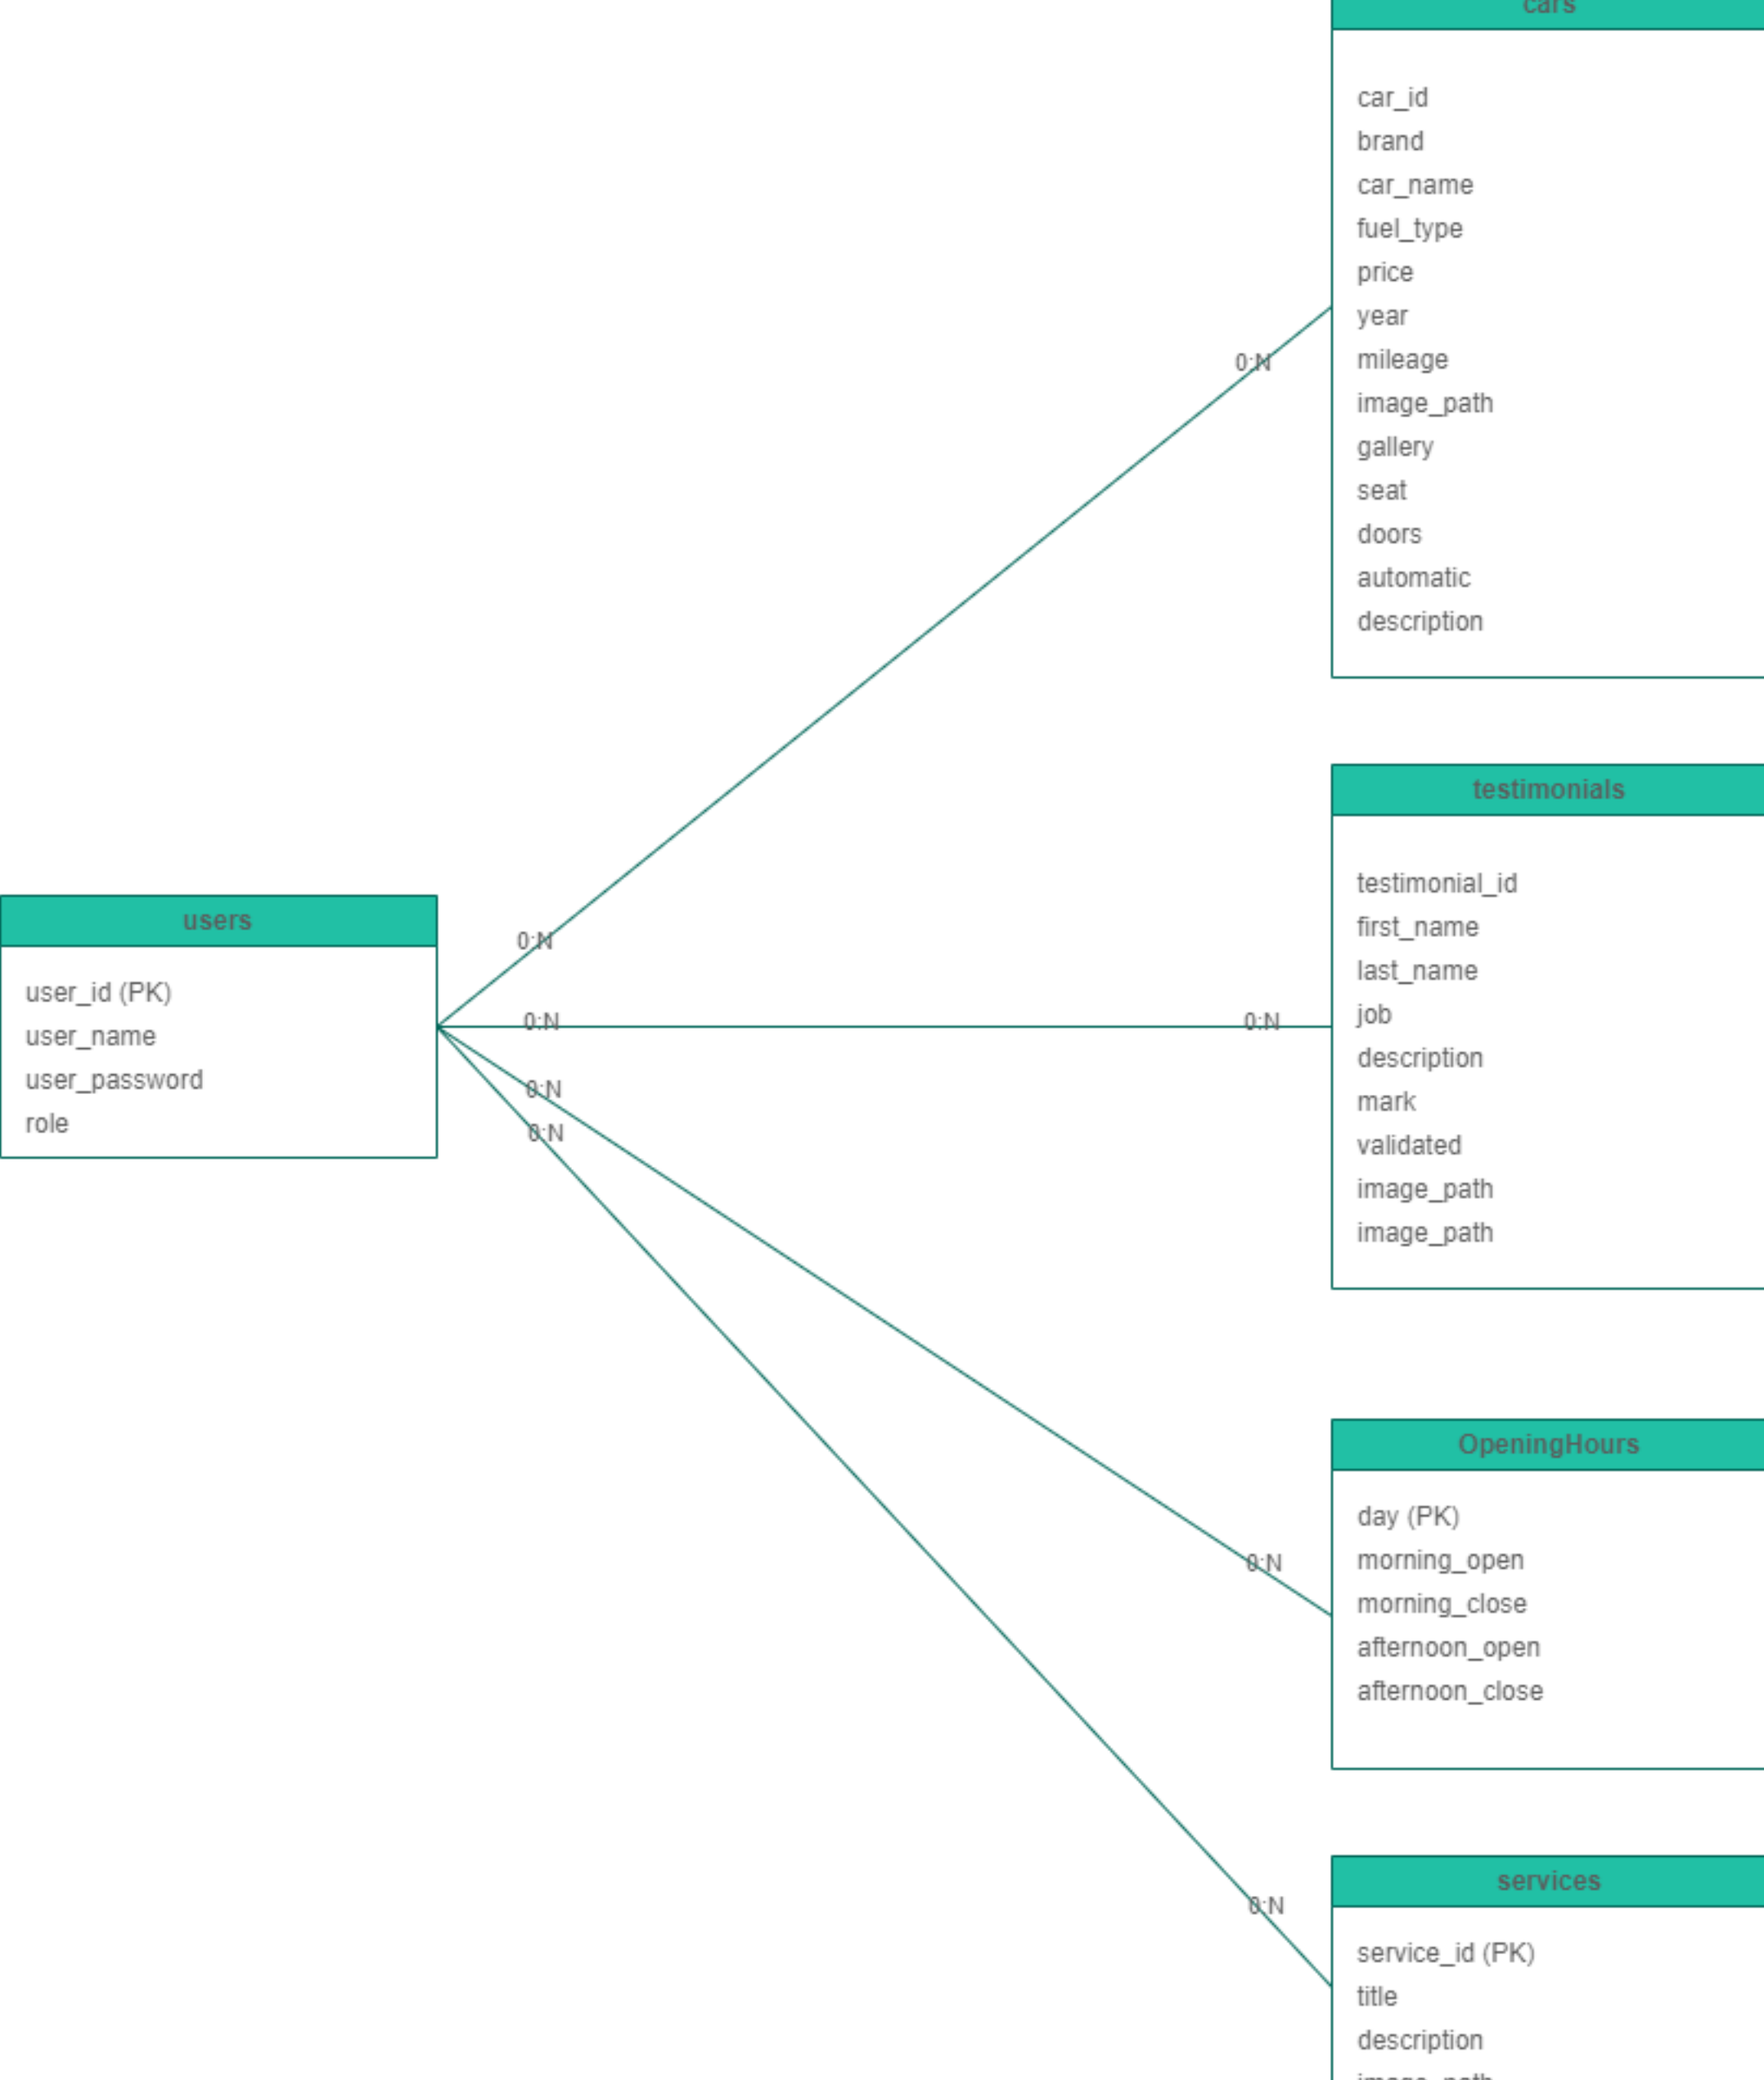 cars
car_id
brand
car_name
fuel_type
price
year
mileage
image_path
gallery
seat
doors
automatic
description
0:N
0:N
users
user_id (PK)
user_name
user_password
role
0:N
0:N
0:N
0:N
testimonials
testimonial_id
first_name
last_name
job
description
mark
validated
image_path
image_path
OpeningHours
day (PK)
morning_open
morning_close
afternoon_open
afternoon_close
0:N
0:N
services
service_id (PK)
title
description
image_path